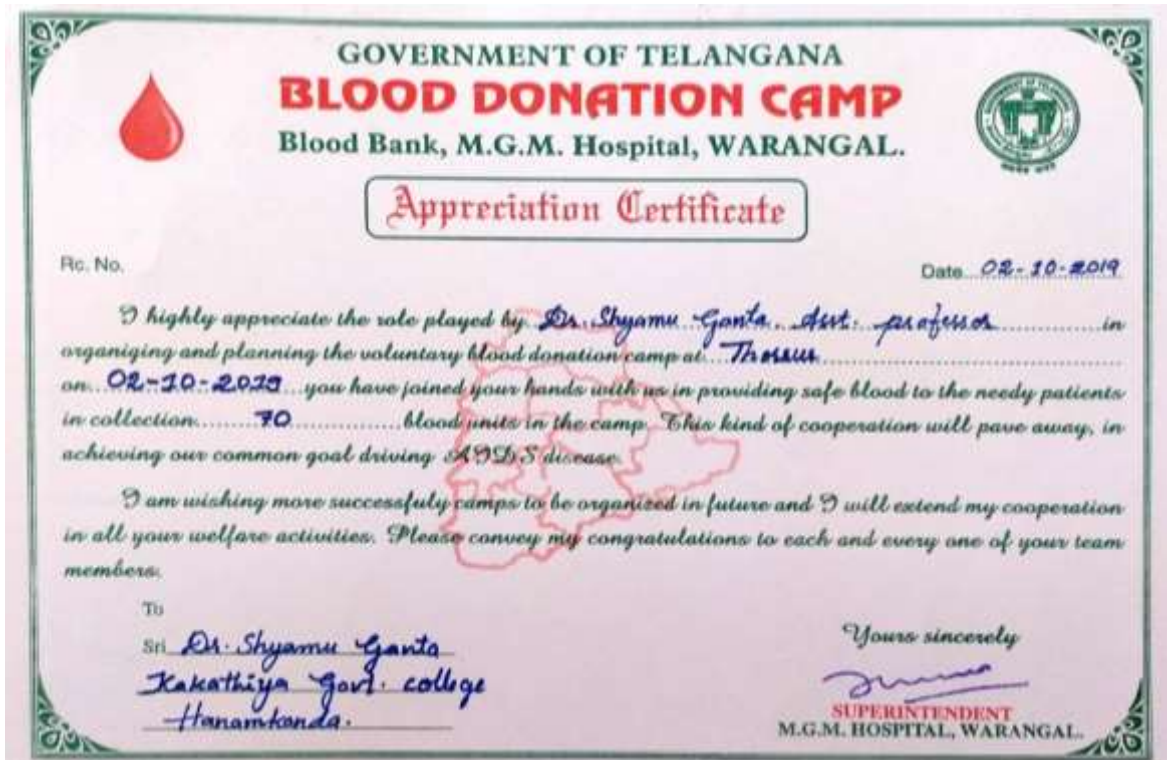 GOVERNMENT OF TELANGANA
BLOOD DONATION CAMP
Blood Bank, M.G.M. Hospital, WARANGAL.
Appreciation Certificate
Rc. No.
Date 02-10-2019
I highly appreciate the role played by Dr. Shyamu Ganta. Asst. professor in
organiging and planning the voluntary blood donation camp at
on 02-10-2019 you have joined your hands with us in providing safe blood to the needy patients
in collection 70 blood units in the camp. This kind of cooperation will pave away, in
achieving our common goal driving AIDS disease.
I am wishing more successfuly camps to be organized in future and I will extend my cooperation
in all your welfare activities. Please convey my congratulations to each and every one of your team
members.
To
Sri Dr. Shyamu Ganta
Kakathiya Govt. college
Hanamkonda.
Yours sincerely
SUPERINTENDENT
M.G.M. HOSPITAL, WARANGAL.